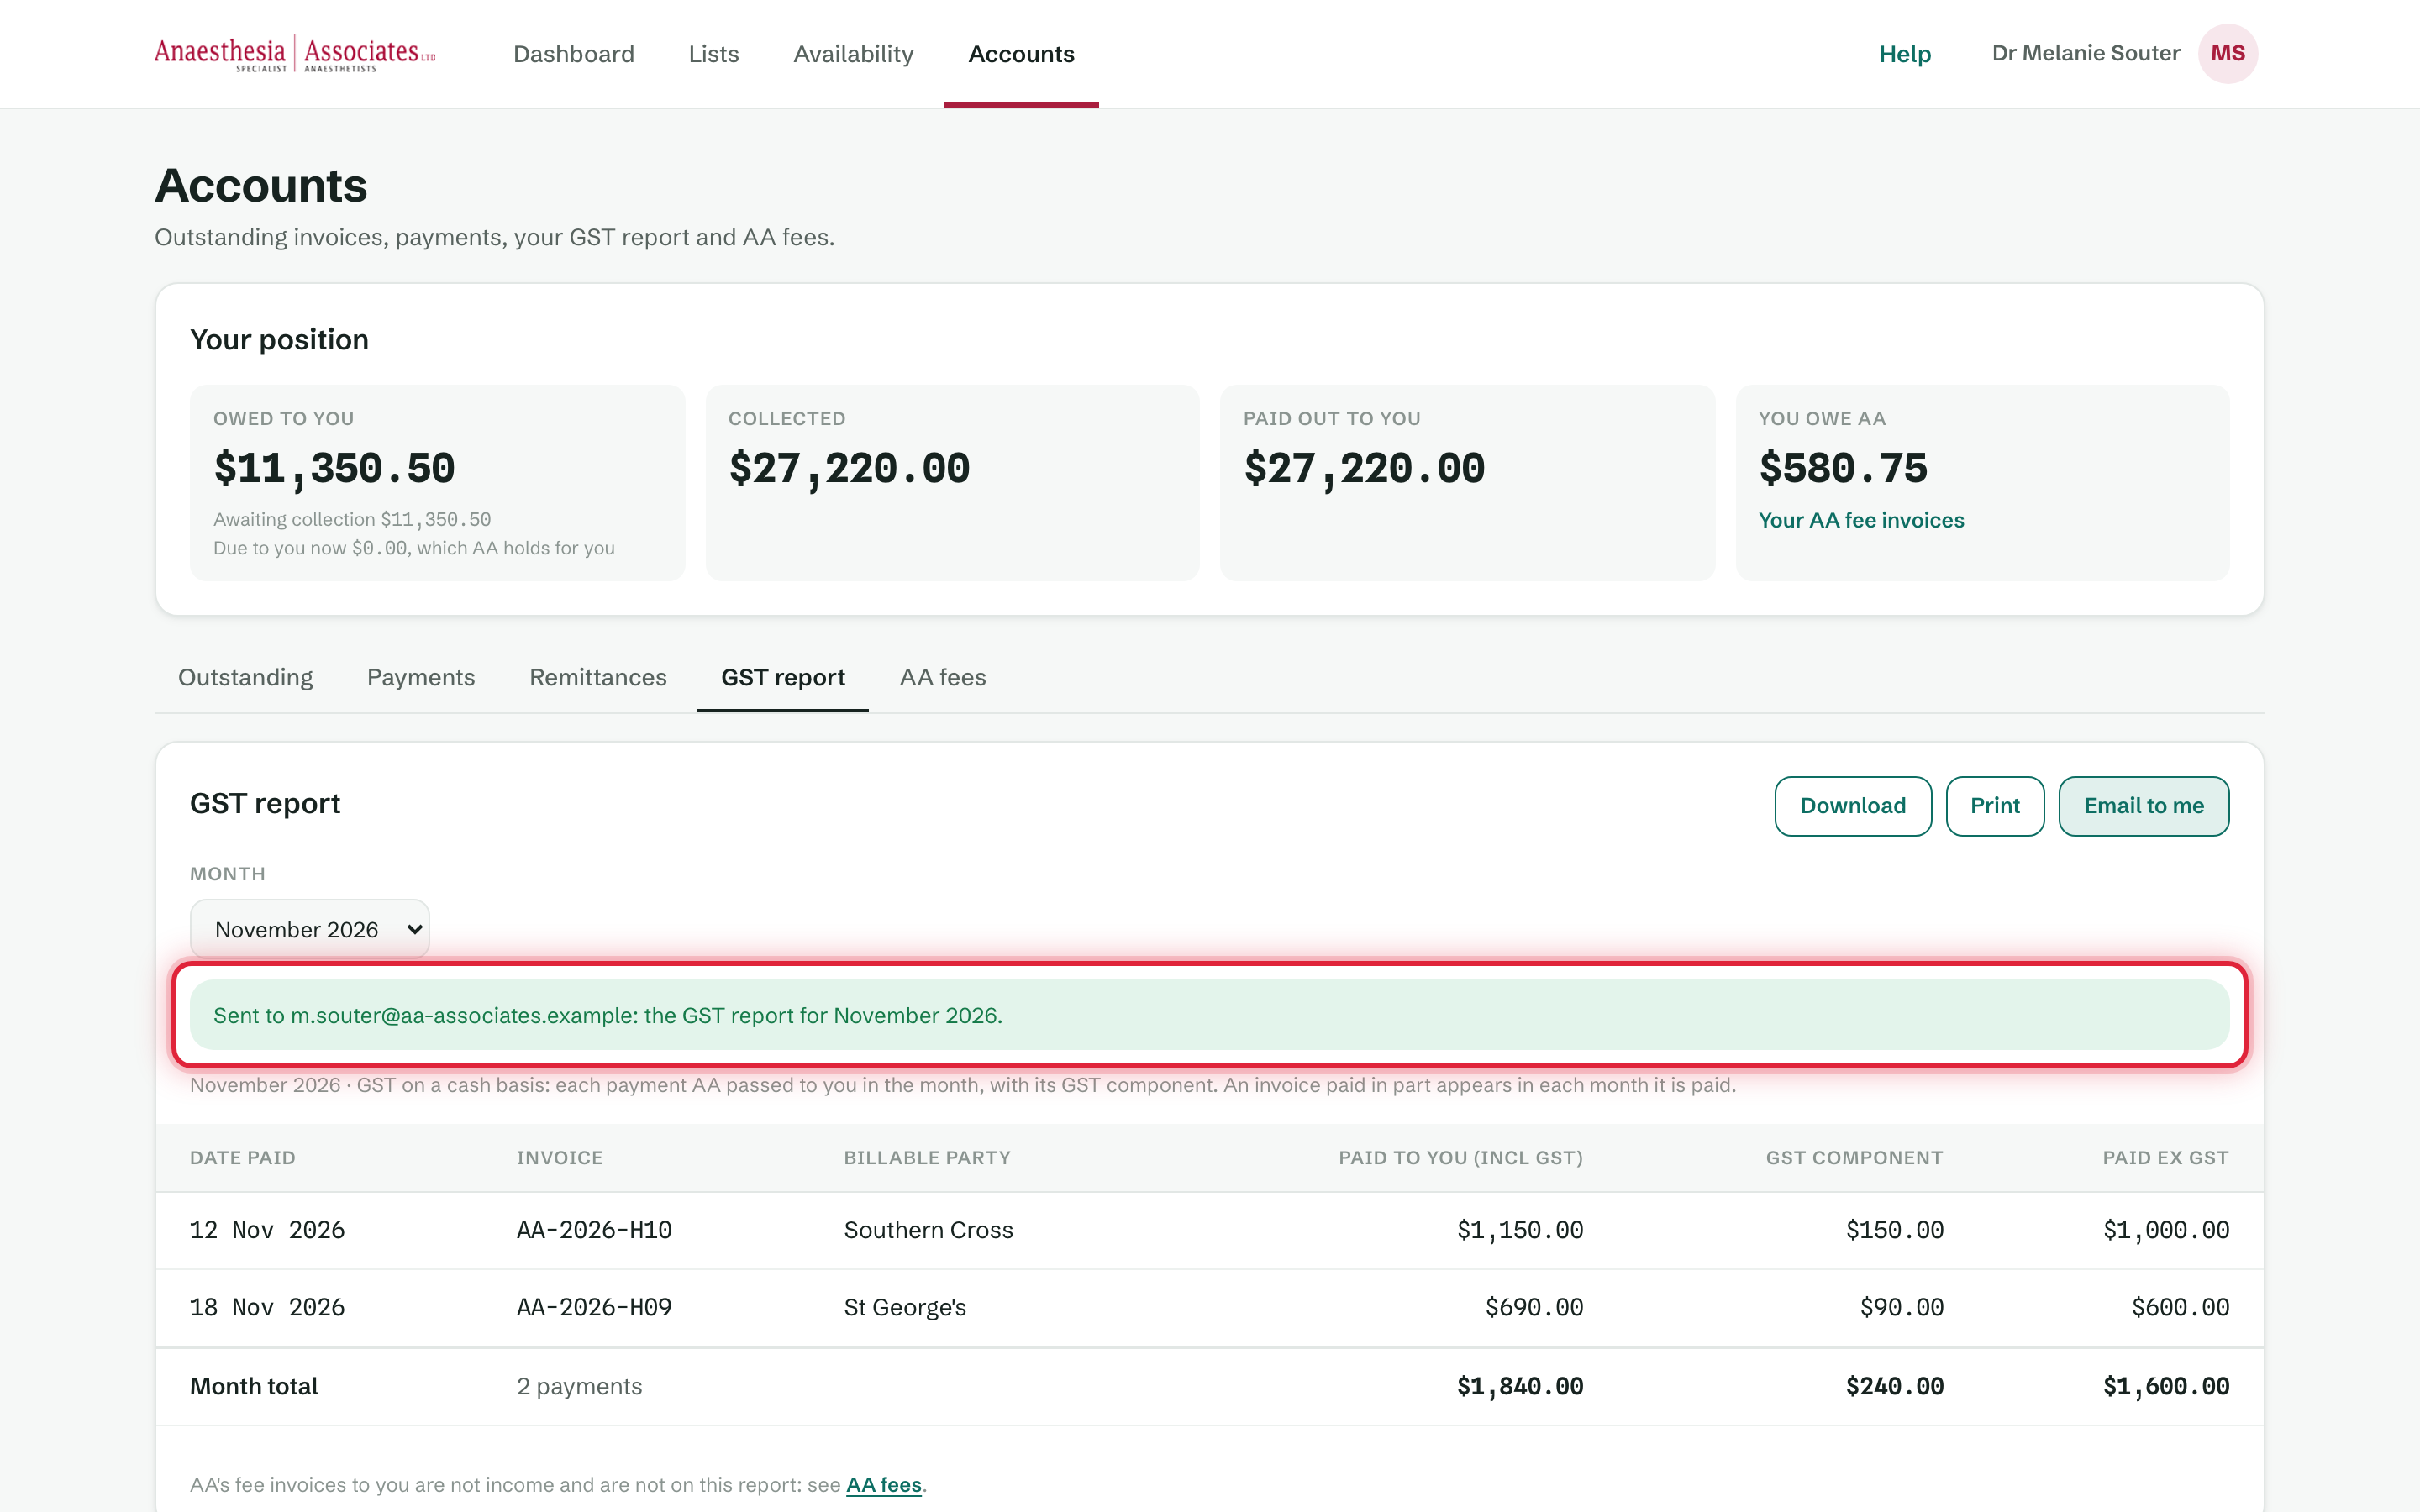 Anaesthesia | Associates LTD
SPECIALIST ANAESTHETISTS
Dashboard
Lists
Availability
Accounts
Help
Dr Melanie Souter
MS
Accounts
Outstanding invoices, payments, your GST report and AA fees.
Your position
OWED TO YOU
$11,350.50
Awaiting collection $11,350.50
Due to you now $0.00, which AA holds for you
COLLECTED
$27,220.00
PAID OUT TO YOU
$27,220.00
YOU OWE AA
$580.75
Your AA fee invoices
Outstanding
Payments
Remittances
GST report
AA fees
GST report
Download
Print
Email to me
MONTH
November 2026
Sent to m.souter@aa-associates.example: the GST report for November 2026.
November 2026 · GST on a cash basis: each payment AA passed to you in the month, with its GST component. An invoice paid in part appears in each month it is paid.
DATE PAID INVOICE BILLABLE PARTY PAID TO YOU (INCL GST) GST COMPONENT PAID EX GST
12 Nov 2026 AA-2026-H10 Southern Cross $1,150.00 $150.00 $1,000.00
18 Nov 2026 AA-2026-H09 St George's $690.00 $90.00 $600.00
Month total 2 payments $1,840.00 $240.00 $1,600.00
AA's fee invoices to you are not income and are not on this report: see AA fees.